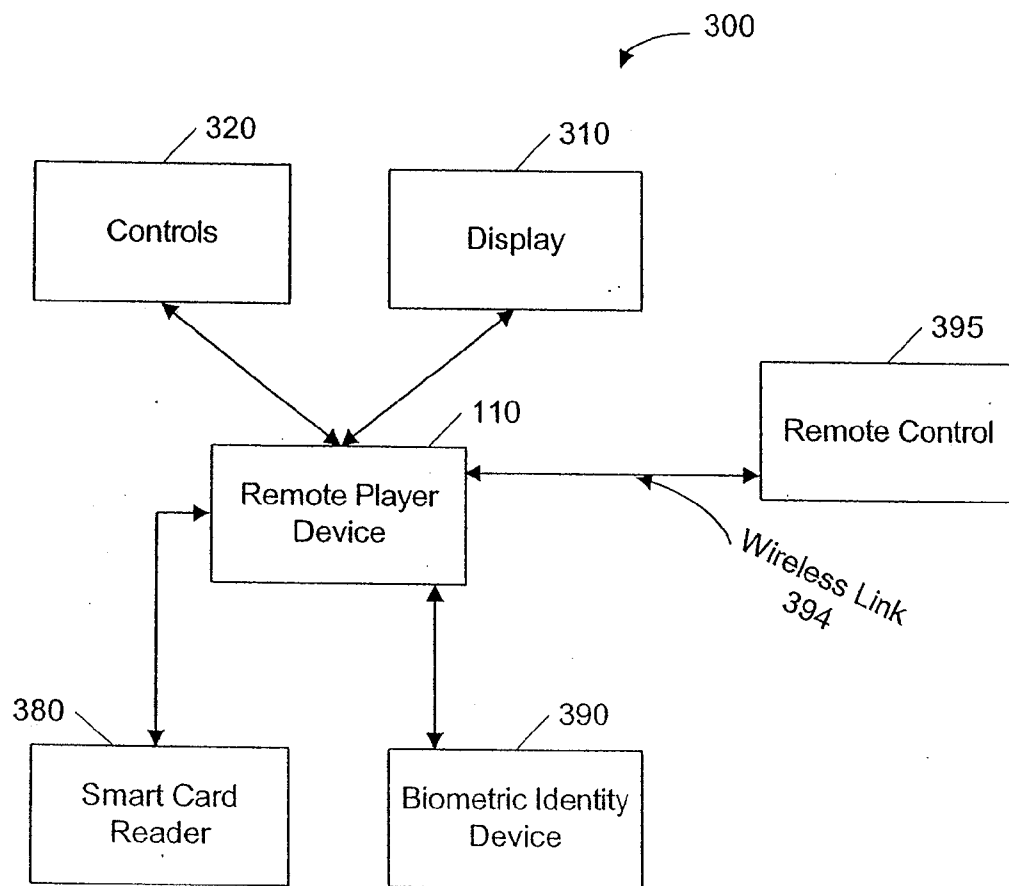 300
320
310
Controls
Display
395
110
Remote Control
Remote Player
Device
Wireless Link
394
380
390
Smart Card
Reader
Biometric Identity
Device